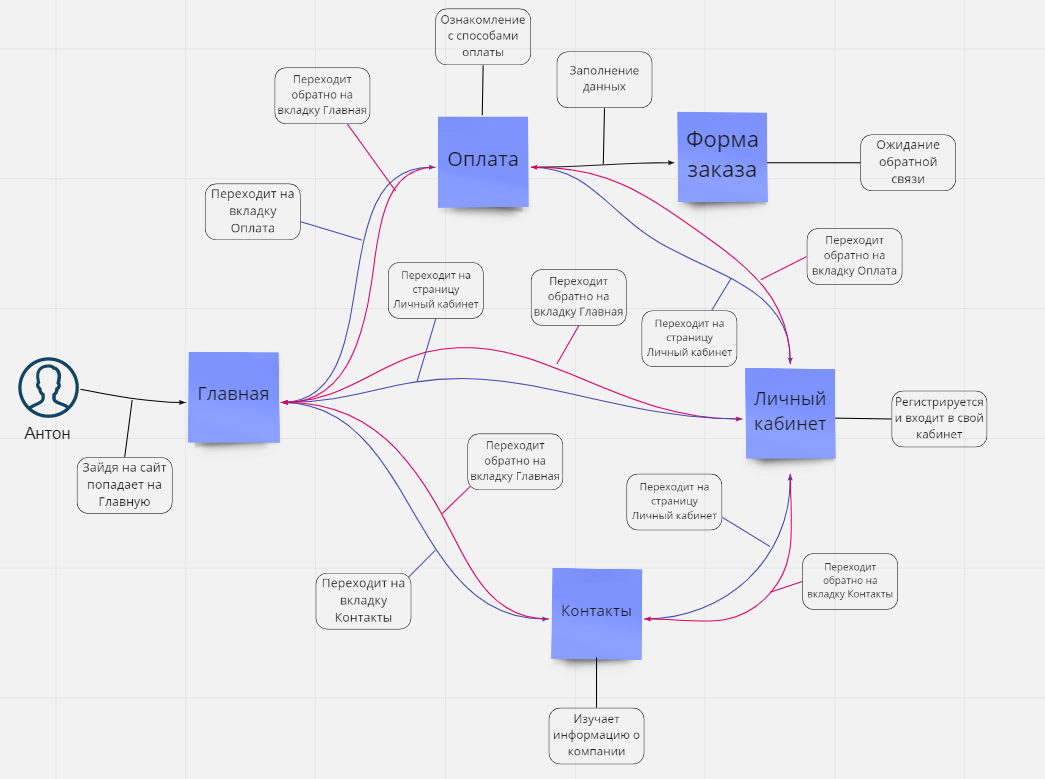 Ознакомление
с способами
оплаты
Заполнение
данных
Переходит
обратно на
вкладку Главная
Оплата
Форма
заказа
Ожидание
обратной
связи
Переходит на
вкладку
Оплата
Переходит
обратно на
вкладку Оплата
Переходит на
страницу
Личный кабинет
Переходит
обратно на
вкладку Главная
Переходит на
страницу
Личный кабинет
Главная
Антон
Личный
кабинет
Регистрируется
и входит в свой
кабинет
Зайдя на сайт
попадает на
Главную
Переходит
обратно на
вкладку Главная
Переходит на
страницу
Личный кабинет
Переходит на
вкладку
Контакты
Контакты
Переходит
обратно на
вкладку Контакты
Изучает
информацию о
компании